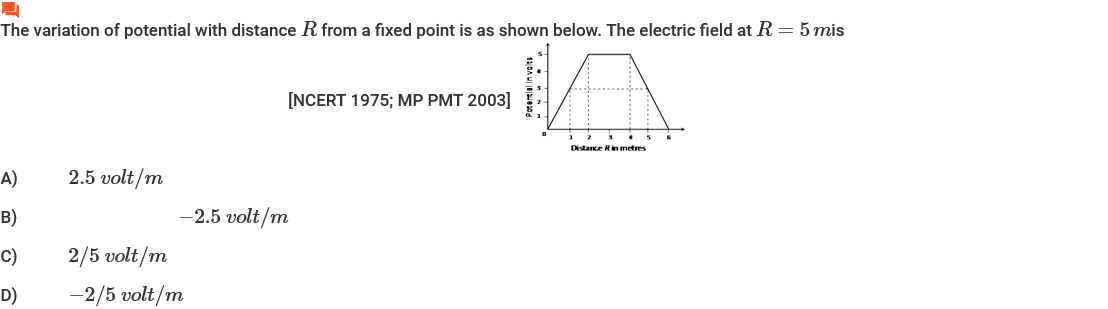 The variation of potential with distance R from a fixed point is as shown below. The electric field at R = 5 mis
[NCERT 1975; MP PMT 2003]
Potential in volts
5
4
3
2
1
0
1 2 3 4 5 6
Distance R in metres
A) 2.5 volt/m
B) −2.5 volt/m
C) 2/5 volt/m
D) −2/5 volt/m